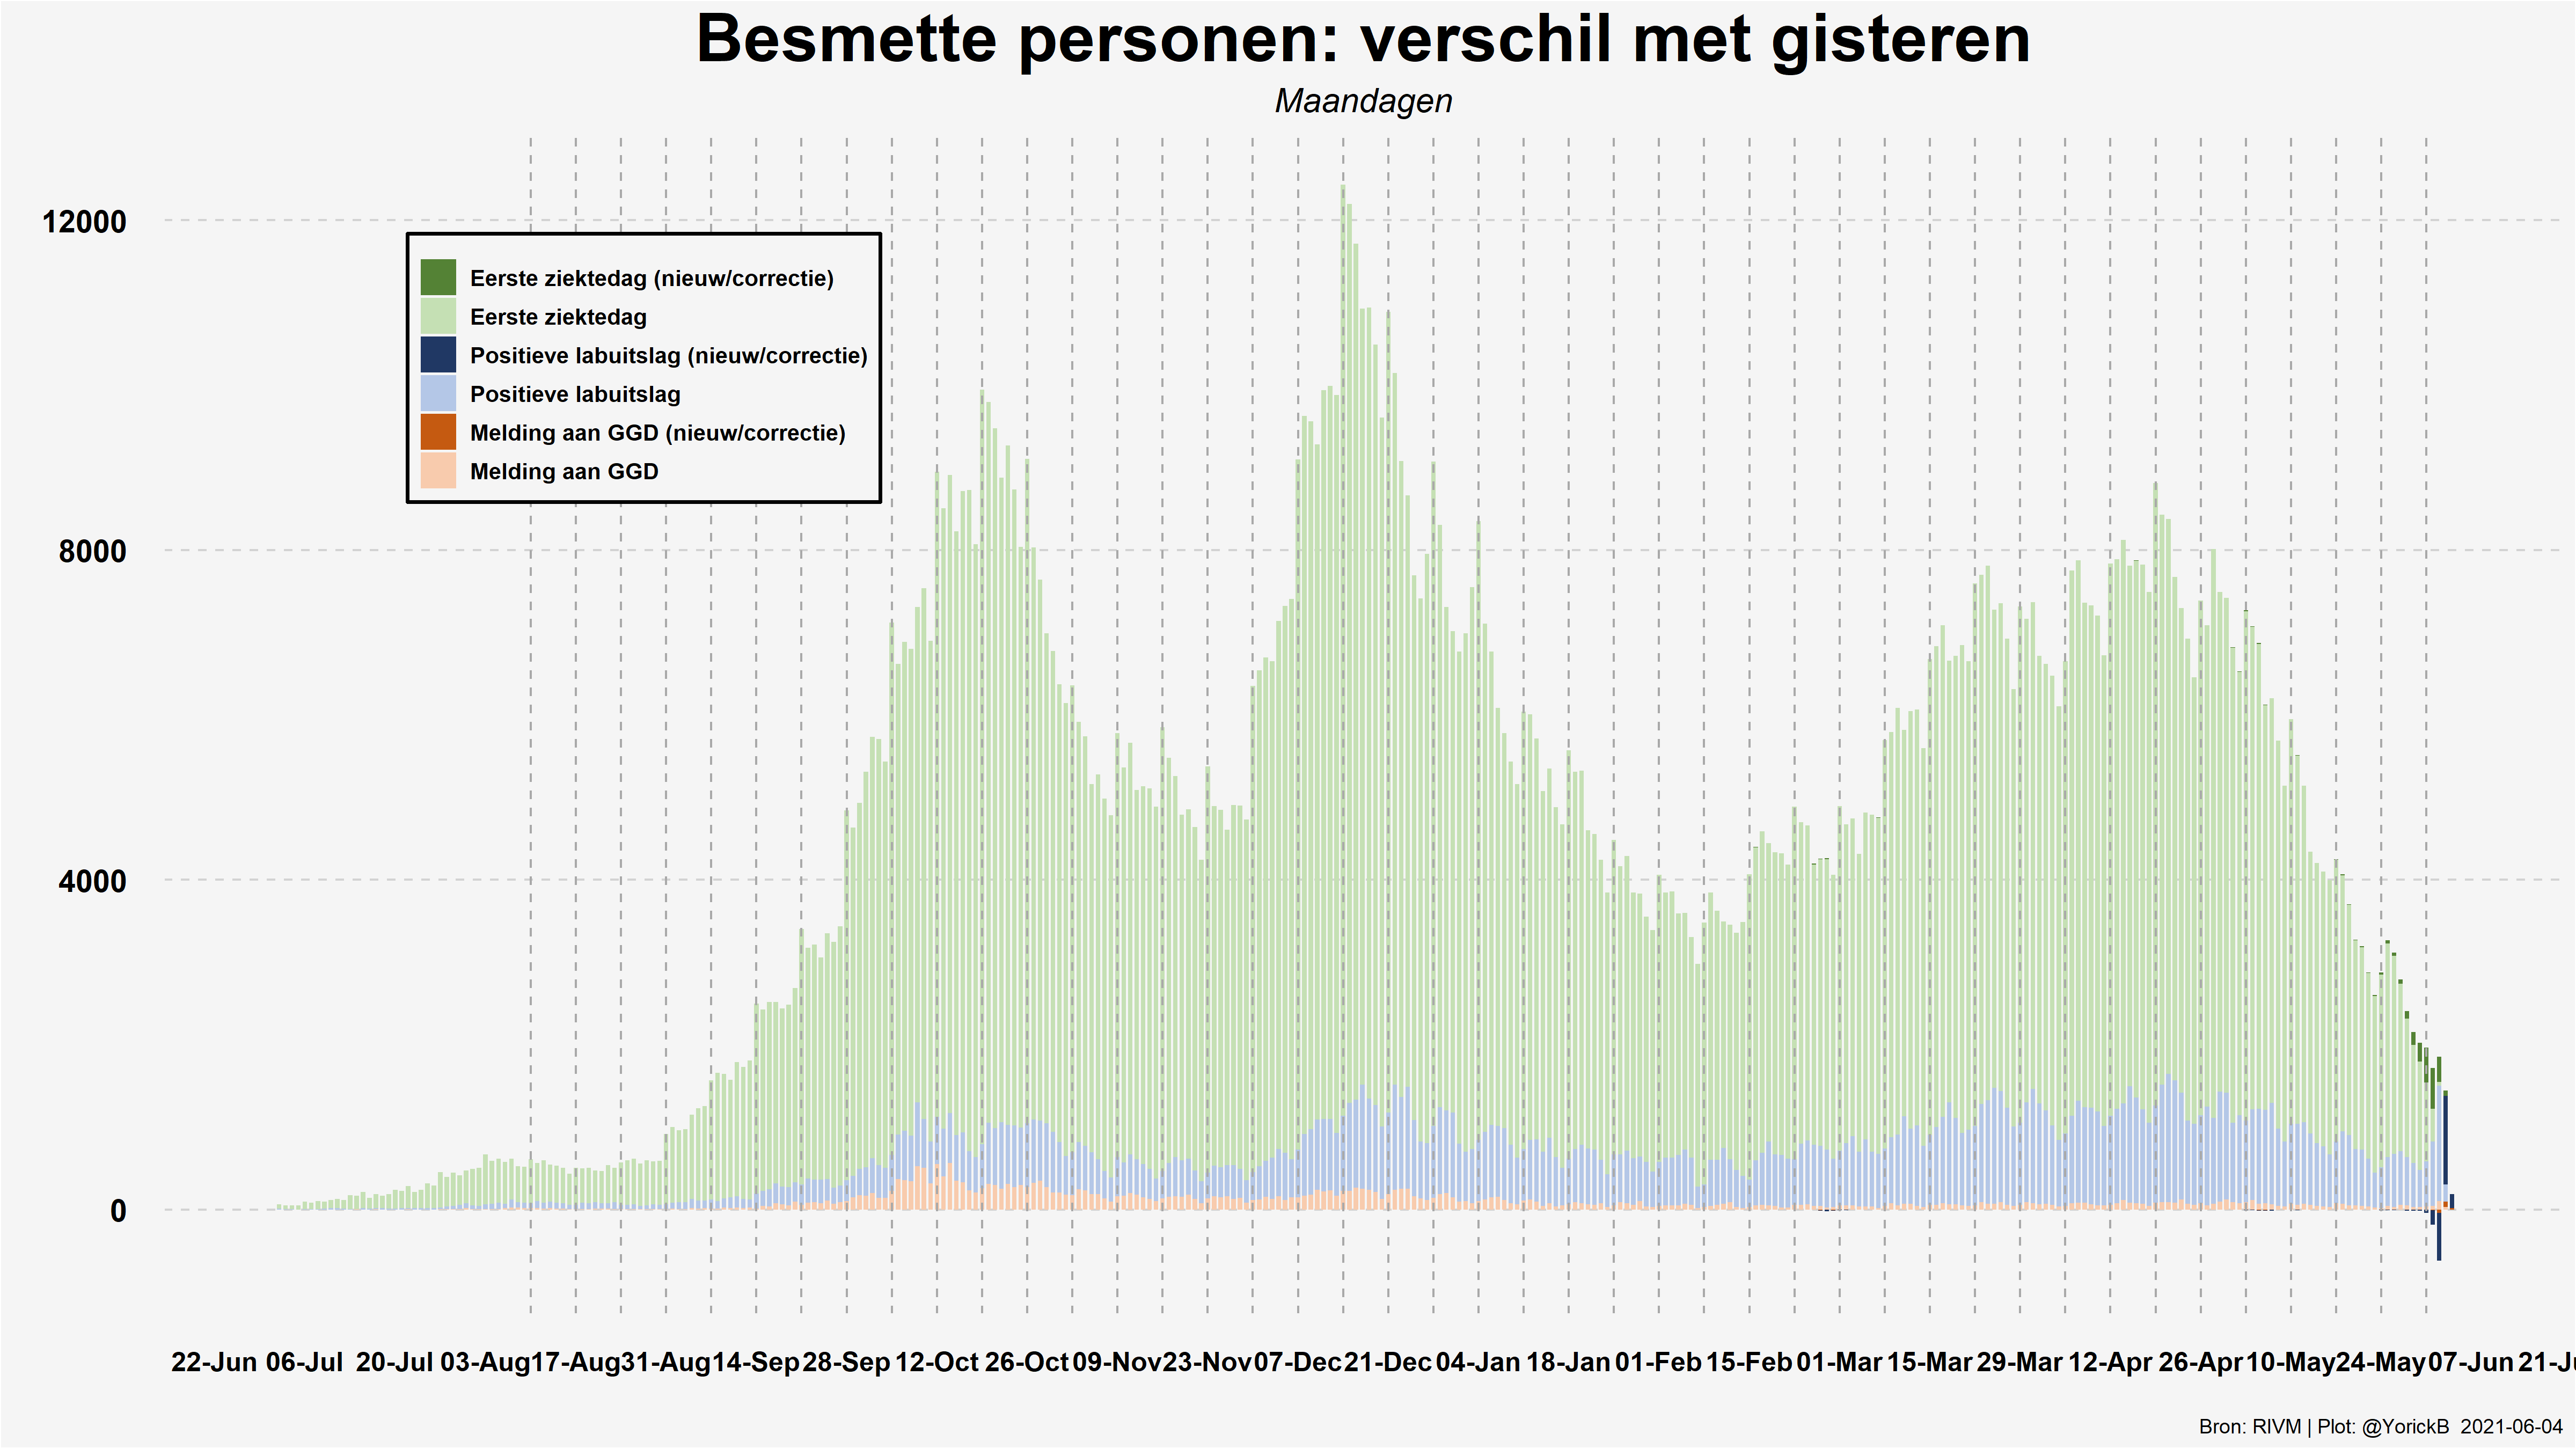 Besmette personen: verschil met gisteren
Maandagen
12000
8000
4000
0
Eerste ziektedag (nieuw/correctie)
Eerste ziektedag
Positieve labuitslag (nieuw/correctie)
Positieve labuitslag
Melding aan GGD (nieuw/correctie)
Melding aan GGD
22-Jun 06-Jul 20-Jul 03-Aug 17-Aug 31-Aug 14-Sep 28-Sep 12-Oct 26-Oct 09-Nov 23-Nov 07-Dec 21-Dec 04-Jan 18-Jan 01-Feb 15-Feb 01-Mar 15-Mar 29-Mar 12-Apr 26-Apr 10-May 24-May 07-Jun
Bron: RIVM | Plot: @YorickB 2021-06-04